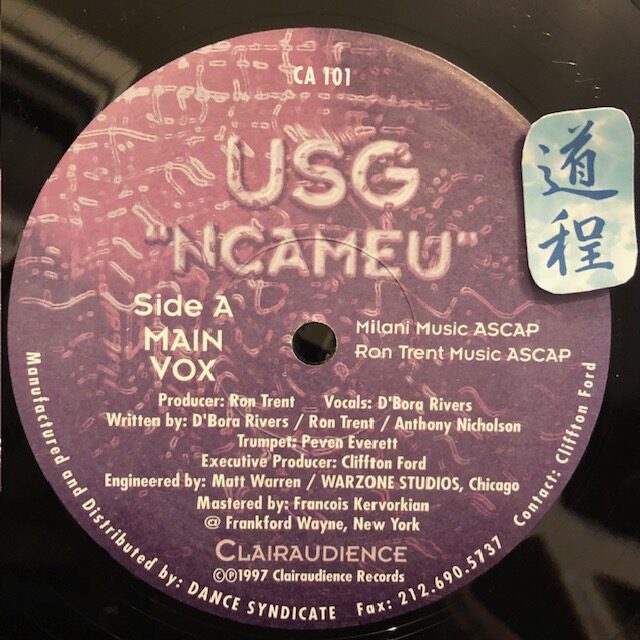 CA 101
USG
"NCAMEU"
Side A
MAIN
VOX
Milani Music ASCAP
Ron Trent Music ASCAP
Producer: Ron Trent Vocals: D'Bora Rivers
Written by: D'Bora Rivers / Ron Trent / Anthony Nicholson
Trumpet: Peven Everett
Executive Producer: Cliffton Ford
Engineered by: Matt Warren / WARZONE STUDIOS, Chicago
Mastered by: Francois Kervorkian
@ Frankford Wayne, New York
CLAIRAUDIENCE
©℗1997 Clairaudience Records
Manufactured and Distributed by: DANCE SYNDICATE Fax: 212.690.5737 Contact: Cliffton Ford
道程